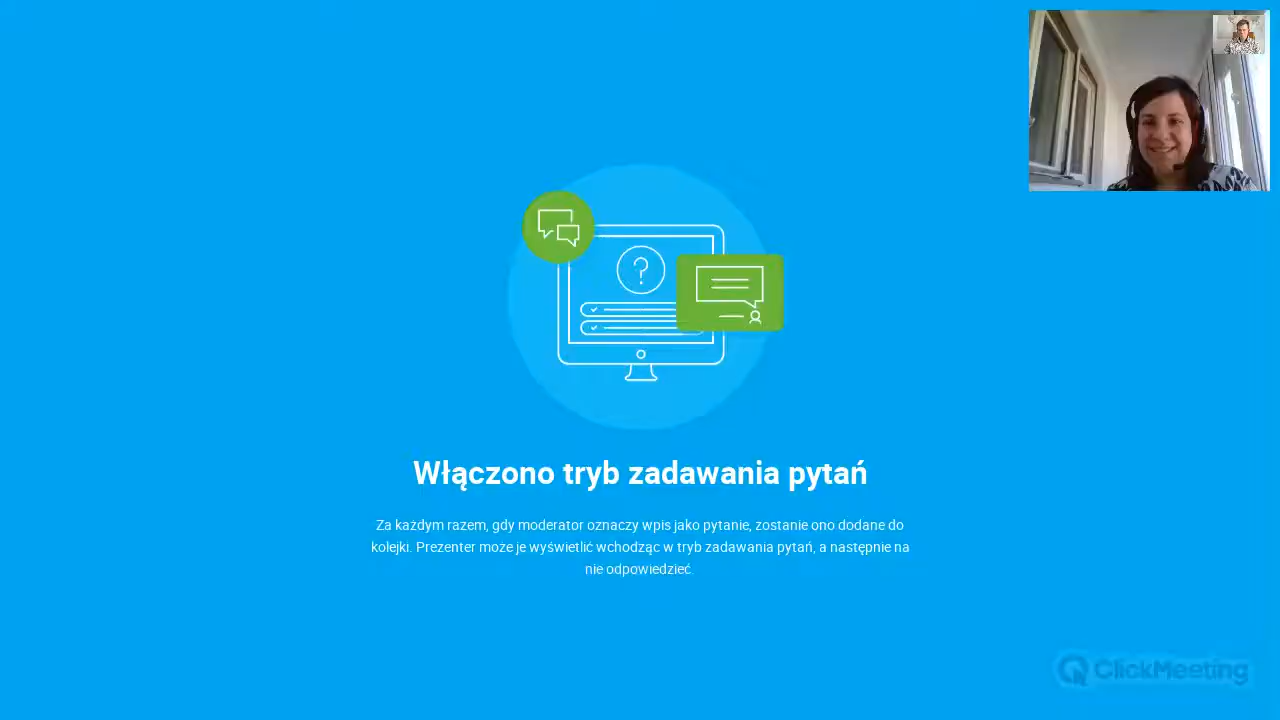 Włączono tryb zadawania pytań
Za każdym razem, gdy moderator oznaczy wpis jako pytanie, zostanie ono dodane do
kolejki. Prezenter może je wyświetlić wchodząc w tryb zadawania pytań, a następnie na
nie odpowiedzieć.
ClickMeeting